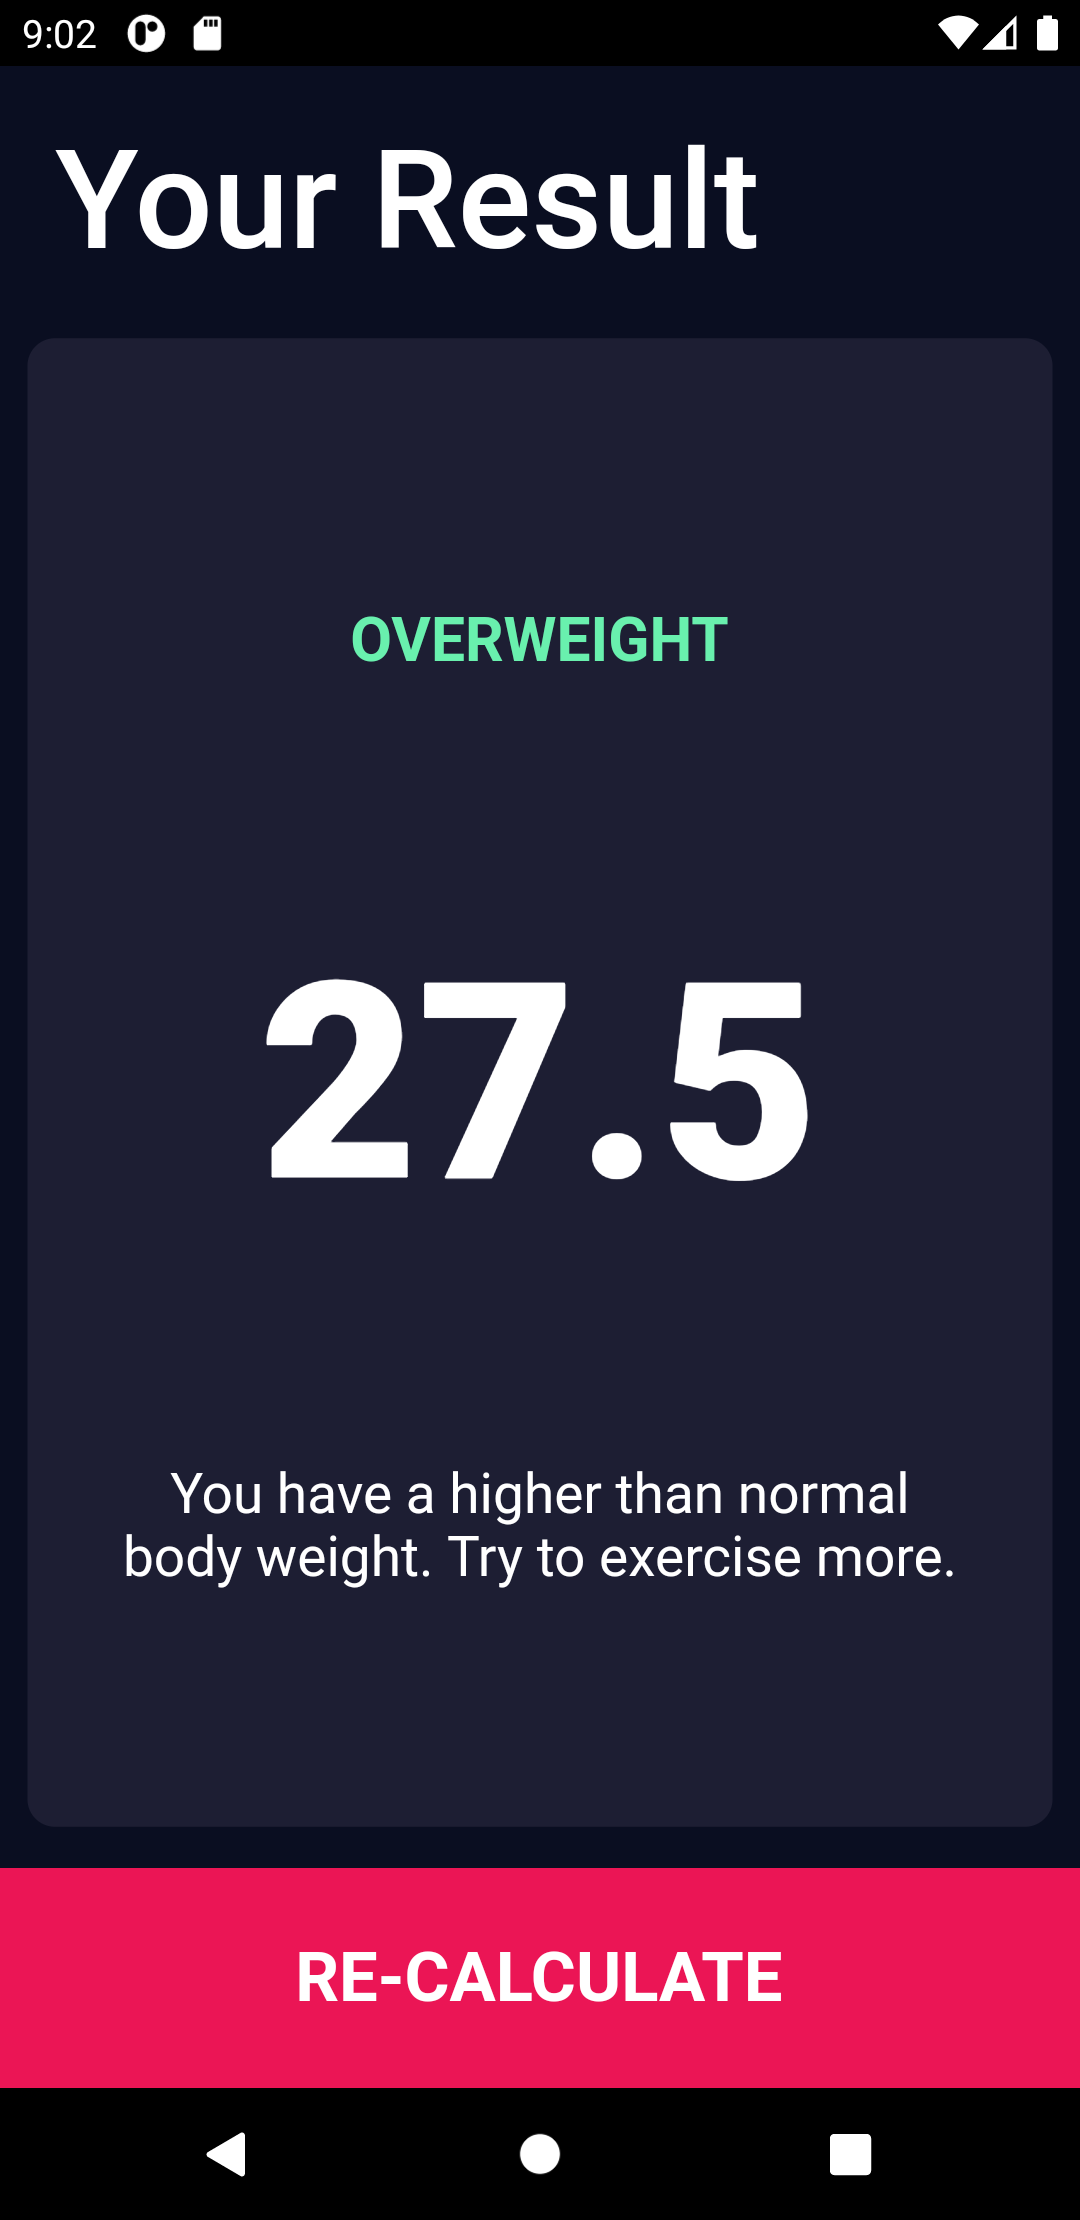 9:02
Your Result
OVERWEIGHT
27.5
You have a higher than normal
body weight. Try to exercise more.
RE-CALCULATE